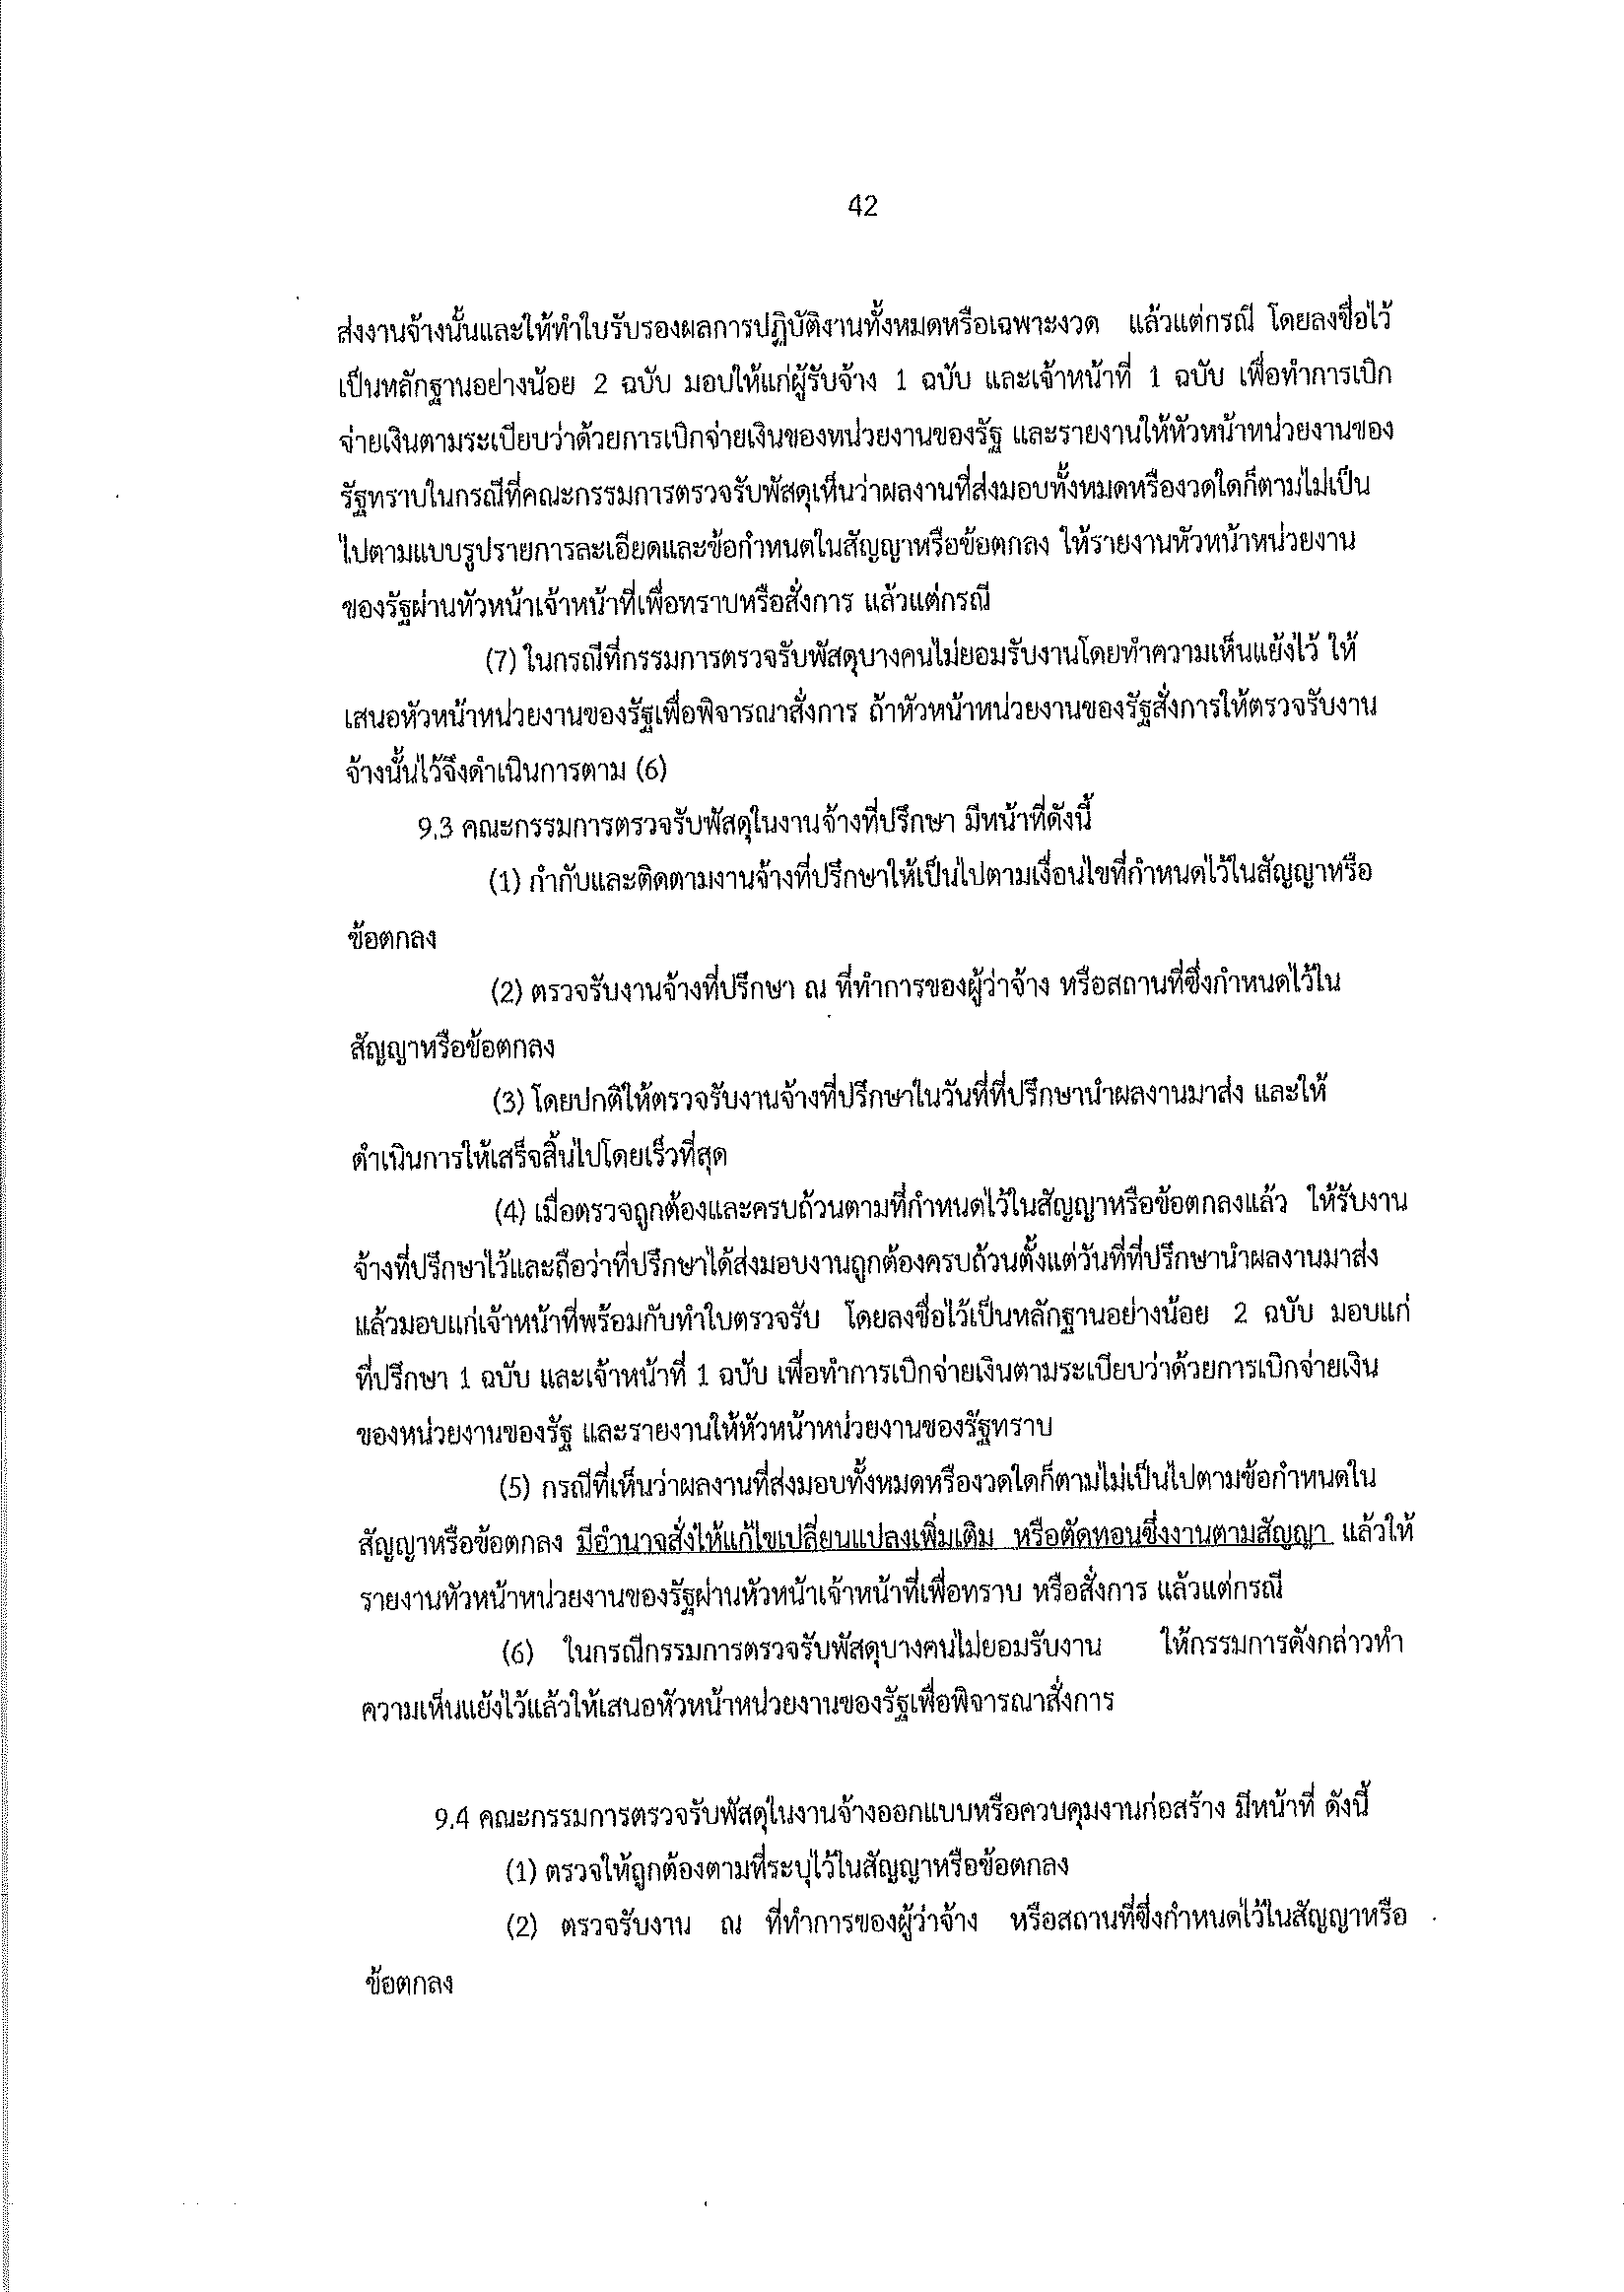 42
ส่งงานจ้างนั้นและให้ทำใบรับรองผลการปฏิบัติงานทั้งหมดหรือเฉพาะงวด แล้วแต่กรณี โดยลงชื่อไว้
เป็นหลักฐานอย่างน้อย 2 ฉบับ มอบให้แก่ผู้รับจ้าง 1 ฉบับ และเจ้าหน้าที่ 1 ฉบับ เพื่อทำการเบิก
จ่ายเงินตามระเบียบว่าด้วยการเบิกจ่ายเงินของหน่วยงานของรัฐ และรายงานให้หัวหน้าหน่วยงานของ
รัฐทราบในกรณีที่คณะกรรมการตรวจรับพัสดุเห็นว่าผลงานที่ส่งมอบทั้งหมดหรืองวดใดก็ตามไม่เป็น
ไปตามแบบรูปรายการละเอียดและข้อกำหนดในสัญญาหรือข้อตกลง ให้รายงานหัวหน้าหน่วยงาน
ของรัฐผ่านหัวหน้าเจ้าหน้าที่เพื่อทราบหรือสั่งการ แล้วแต่กรณี
(7) ในกรณีที่กรรมการตรวจรับพัสดุบางคนไม่ยอมรับงานโดยทำความเห็นแย้งไว้ ให้
เสนอหัวหน้าหน่วยงานของรัฐเพื่อพิจารณาสั่งการ ถ้าหัวหน้าหน่วยงานของรัฐสั่งการให้ตรวจรับงาน
จ้างนั้นไว้จึงดำเนินการตาม (6)
9.3 คณะกรรมการตรวจรับพัสดุในงานจ้างที่ปรึกษา มีหน้าที่ดังนี้
(1) กำกับและติดตามงานจ้างที่ปรึกษาให้เป็นไปตามเงื่อนไขที่กำหนดไว้ในสัญญาหรือ
ข้อตกลง
(2) ตรวจรับงานจ้างที่ปรึกษา ณ ที่ทำการของผู้ว่าจ้าง หรือสถานที่ซึ่งกำหนดไว้ใน
สัญญาหรือข้อตกลง
(3) โดยปกติให้ตรวจรับงานจ้างที่ปรึกษาในวันที่ที่ปรึกษานำผลงานมาส่ง และให้
ดำเนินการให้เสร็จสิ้นไปโดยเร็วที่สุด
(4) เมื่อตรวจถูกต้องและครบถ้วนตามที่กำหนดไว้ในสัญญาหรือข้อตกลงแล้ว ให้รับงาน
จ้างที่ปรึกษาไว้และถือว่าที่ปรึกษาได้ส่งมอบงานถูกต้องครบถ้วนตั้งแต่วันที่ที่ปรึกษานำผลงานมาส่ง
แล้วมอบแก่เจ้าหน้าที่พร้อมกับทำใบตรวจรับ โดยลงชื่อไว้เป็นหลักฐานอย่างน้อย 2 ฉบับ มอบแก่
ที่ปรึกษา 1 ฉบับ และเจ้าหน้าที่ 1 ฉบับ เพื่อทำการเบิกจ่ายเงินตามระเบียบว่าด้วยการเบิกจ่ายเงิน
ของหน่วยงานของรัฐ และรายงานให้หัวหน้าหน่วยงานของรัฐทราบ
(5) กรณีที่เห็นว่าผลงานที่ส่งมอบทั้งหมดหรืองวดใดก็ตามไม่เป็นไปตามข้อกำหนดใน
สัญญาหรือข้อตกลง มีอำนาจสั่งให้แก้ไขเปลี่ยนแปลงเพิ่มเติม หรือตัดทอนซึ่งงานตามสัญญา แล้วให้
รายงานหัวหน้าหน่วยงานของรัฐผ่านหัวหน้าเจ้าหน้าที่เพื่อทราบ หรือสั่งการ แล้วแต่กรณี
(6) ในกรณีกรรมการตรวจรับพัสดุบางคนไม่ยอมรับงาน ให้กรรมการดังกล่าวทำ
ความเห็นแย้งไว้แล้วให้เสนอหัวหน้าหน่วยงานของรัฐเพื่อพิจารณาสั่งการ
9.4 คณะกรรมการตรวจรับพัสดุในงานจ้างออกแบบหรือควบคุมงานก่อสร้าง มีหน้าที่ ดังนี้
(1) ตรวจให้ถูกต้องตามที่ระบุไว้ในสัญญาหรือข้อตกลง
(2) ตรวจรับงาน ณ ที่ทำการของผู้ว่าจ้าง หรือสถานที่ซึ่งกำหนดไว้ในสัญญาหรือ
ข้อตกลง